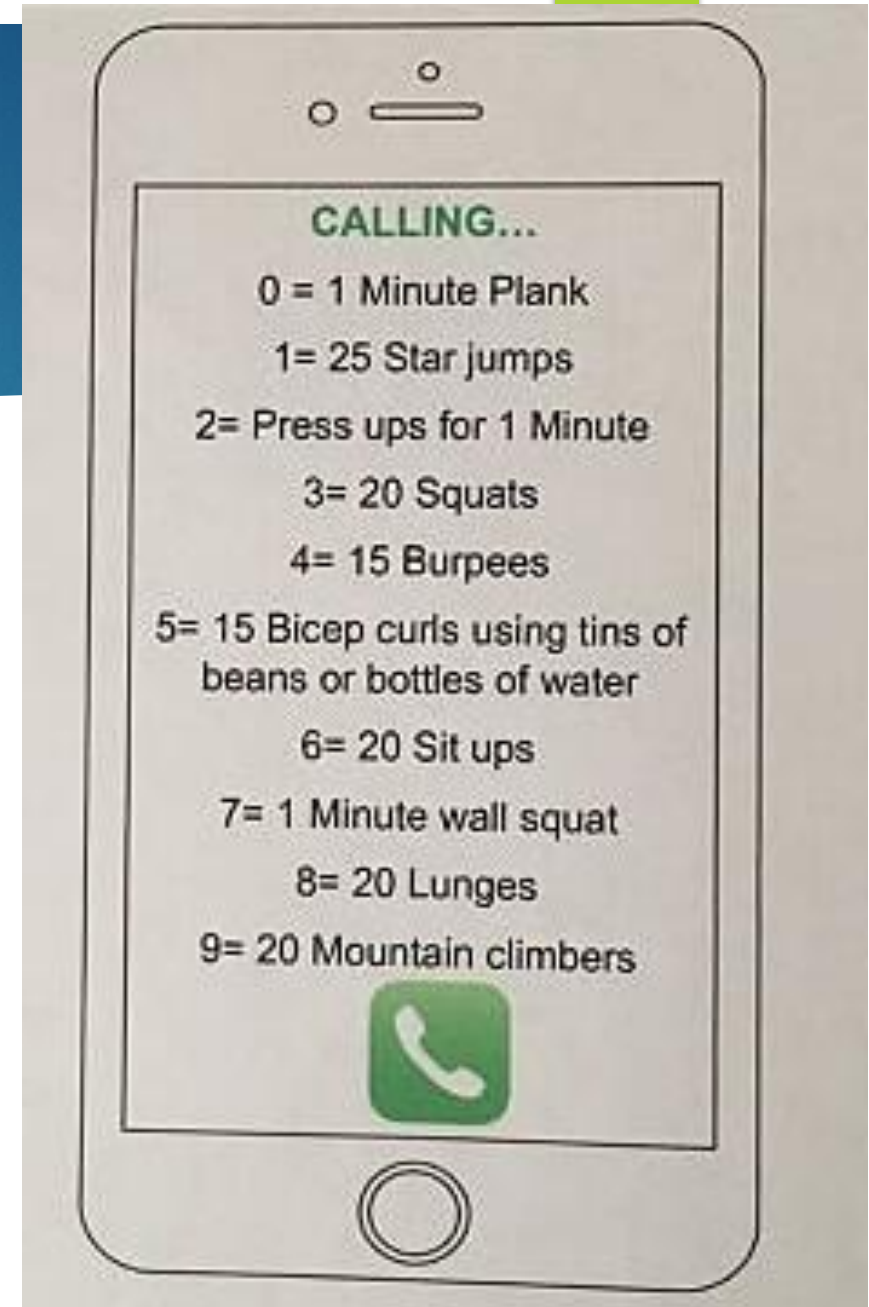 CALLING...
0 = 1 Minute Plank
1= 25 Star jumps
2= Press ups for 1 Minute
3= 20 Squats
4= 15 Burpees
5= 15 Bicep curls using tins of
beans or bottles of water
6= 20 Sit ups
7= 1 Minute wall squat
8= 20 Lunges
9= 20 Mountain climbers